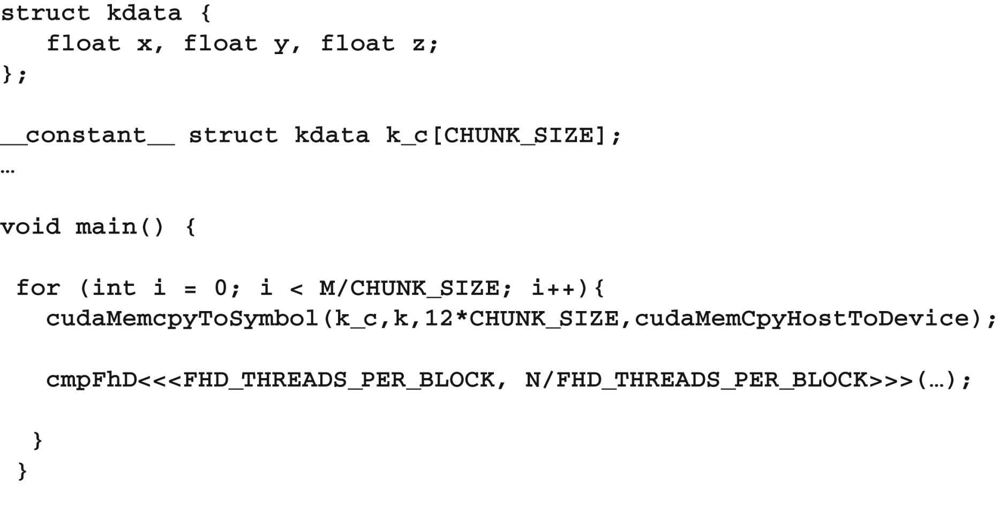 struct kdata {
   float x, float y, float z;
};
__constant__ struct kdata k_c[CHUNK_SIZE];
…
void main() {
 for (int i = 0; i < M/CHUNK_SIZE; i++){
   cudaMemcpyToSymbol(k_c,k,12*CHUNK_SIZE,cudaMemCpyHostToDevice);
   cmpFhD<<<FHD_THREADS_PER_BLOCK, N/FHD_THREADS_PER_BLOCK>>>(…);
  }
 }